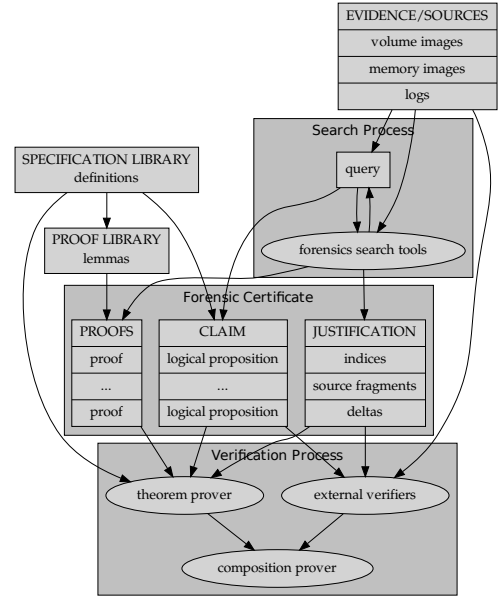 EVIDENCE/SOURCES
volume images
memory images
logs
Search Process
query
forensics search tools
SPECIFICATION LIBRARY
definitions
PROOF LIBRARY
lemmas
Forensic Certificate
PROOFS
proof
...
proof
CLAIM
logical proposition
...
logical proposition
JUSTIFICATION
indices
source fragments
deltas
Verification Process
theorem prover
external verifiers
composition prover